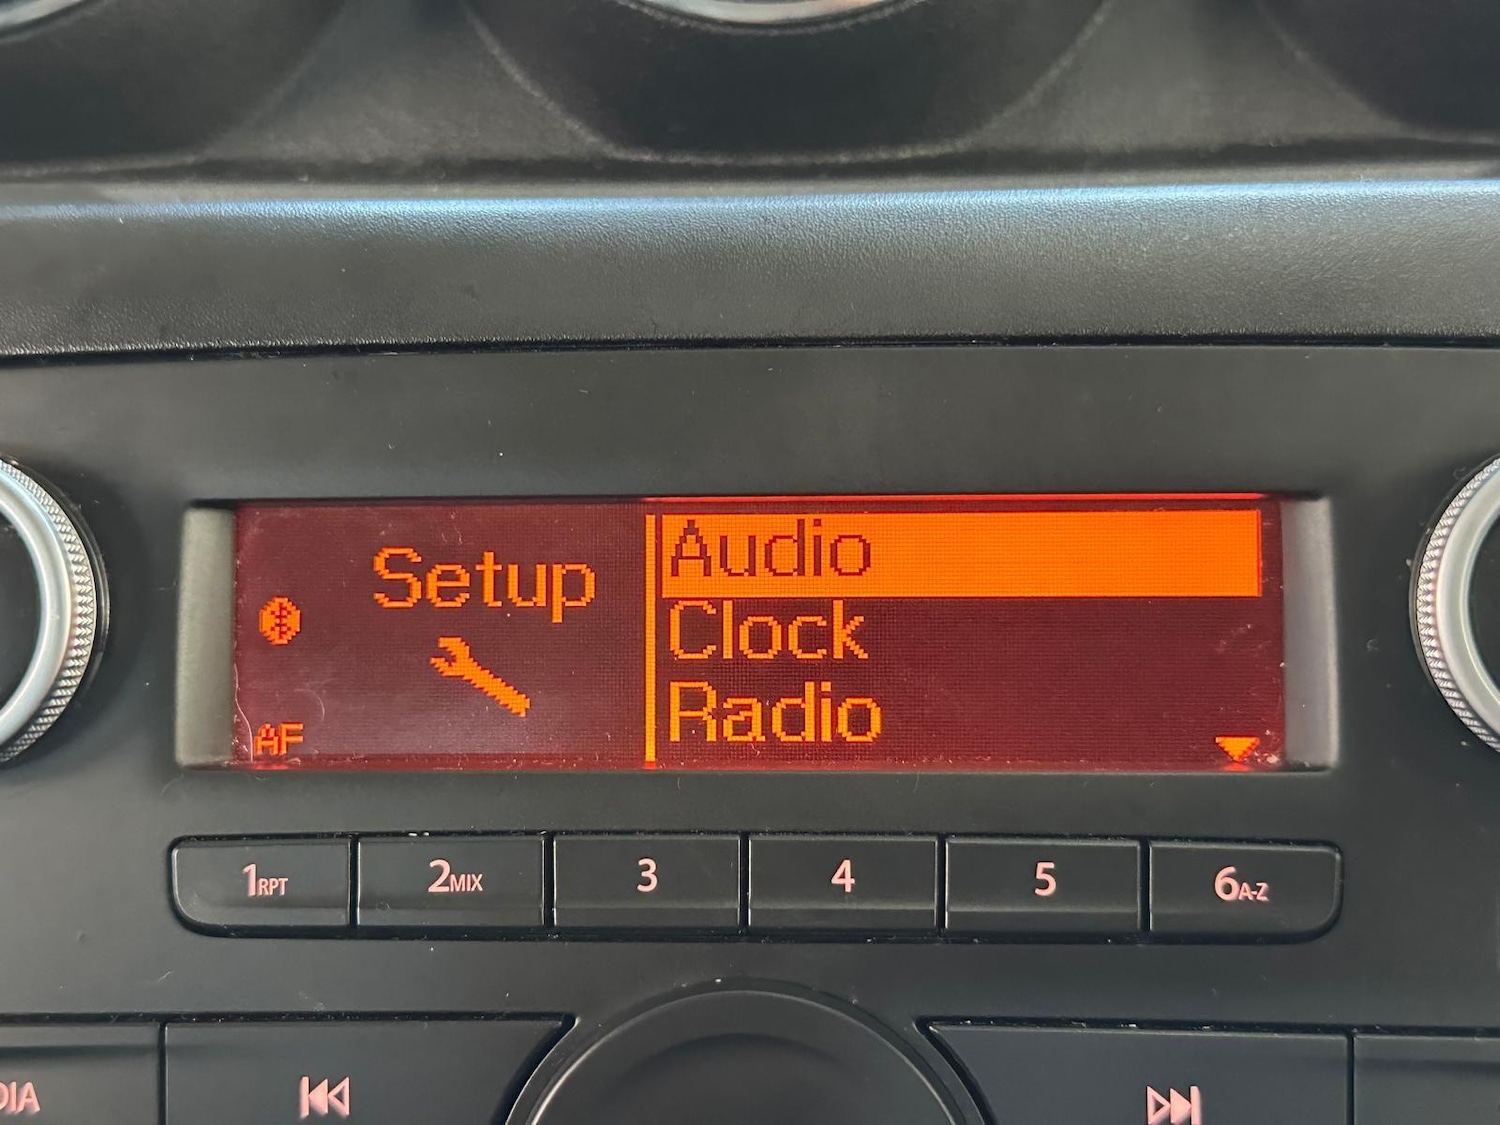 Setup
AF
Audio
Clock
Radio
1RPT 2MIX 3 4 5 6A-Z